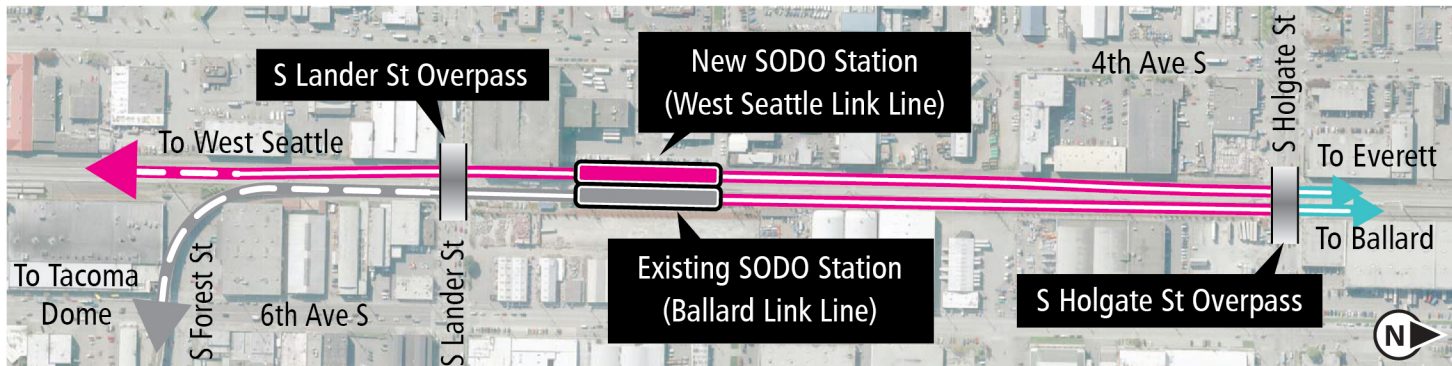 S Lander St Overpass
New SODO Station
(West Seattle Link Line)
4th Ave S
S Holgate St
To West Seattle
To Everett
To Ballard
To Tacoma
Dome
S Forest St
6th Ave S
S Lander St
Existing SODO Station
(Ballard Link Line)
S Holgate St Overpass
N